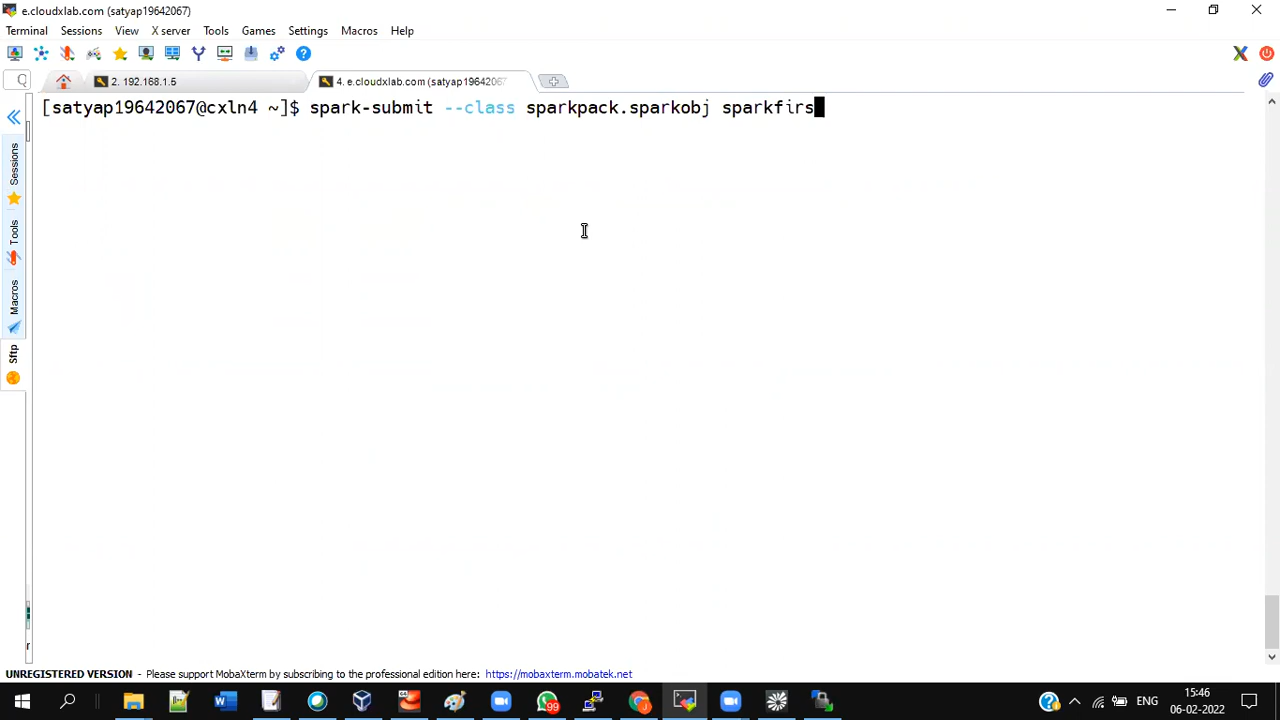 e.cloudxlab.com (satyap19642067)
Terminal Sessions View X server Tools Games Settings Macros Help
2. 192.168.1.5
4. e.cloudxlab.com (satyap19642067
[satyap19642067@cxln4 ~]$ spark-submit --class sparkpack.sparkobj sparkfirs
Sessions
Tools
Macros
Sftp
r
UNREGISTERED VERSION - Please support MobaXterm by subscribing to the professional edition here: https://mobaxterm.mobatek.net
99
ENG
15:46
06-02-2022